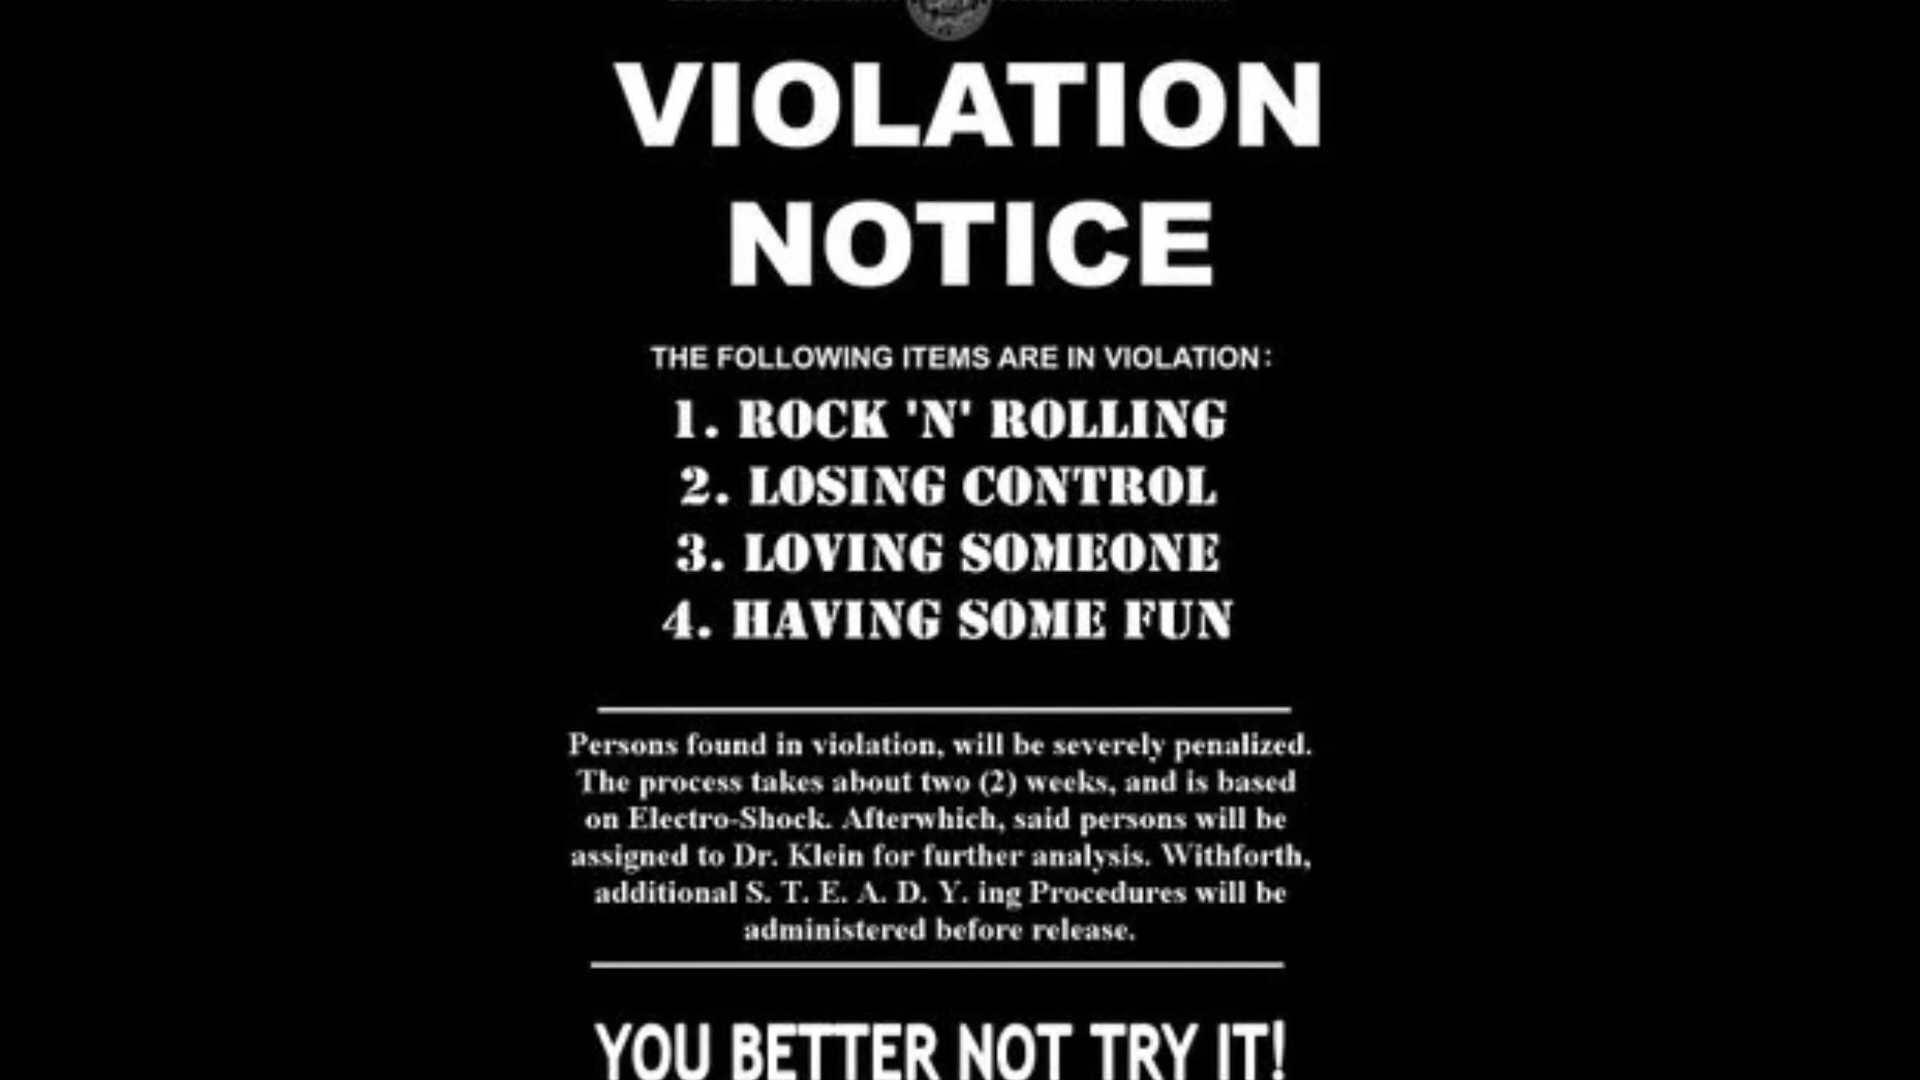 VIOLATION
NOTICE
THE FOLLOWING ITEMS ARE IN VIOLATION:
1. ROCK 'N' ROLLING
2. LOSING CONTROL
3. LOVING SOMEONE
4. HAVING SOME FUN
Persons found in violation, will be severely penalized.
The process takes about two (2) weeks, and is based
on Electro-Shock. Afterwhich, said persons will be
assigned to Dr. Klein for further analysis. Withforth,
additional S. T. E. A. D. Y. ing Procedures will be
administered before release.
YOU BETTER NOT TRY IT!